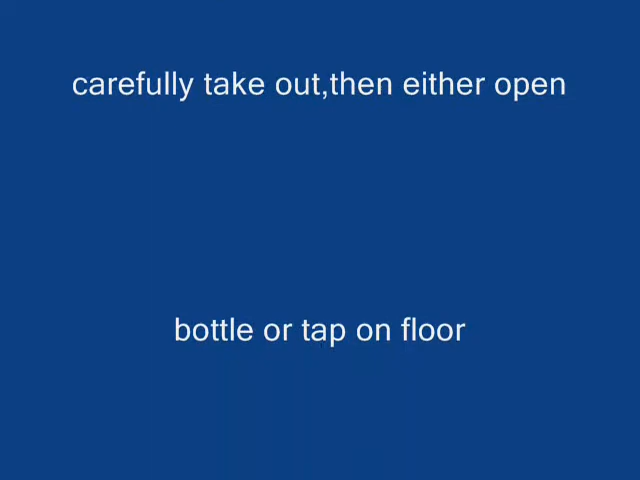 carefully take out,then either open
bottle or tap on floor